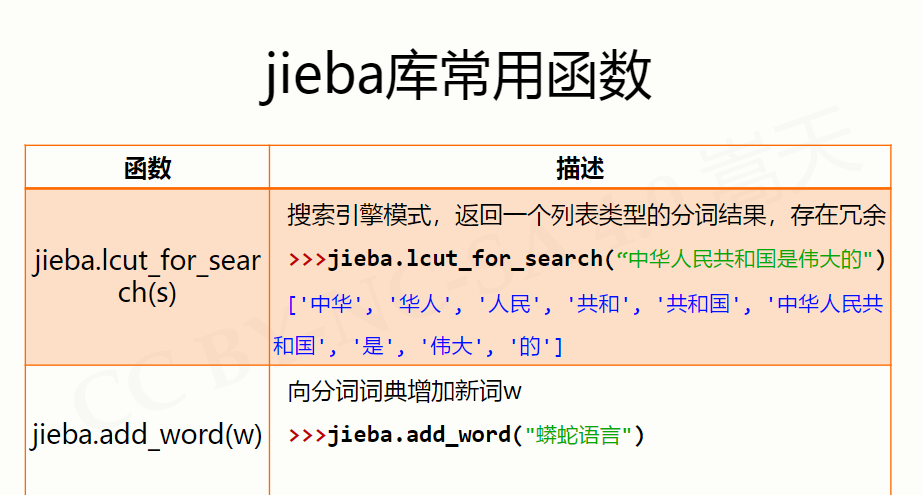 jieba库常用函数
函数
描述
jieba.lcut_for_sear
ch(s)
搜索引擎模式，返回一个列表类型的分词结果，存在冗余
>>>jieba.lcut_for_search(“中华人民共和国是伟大的")
['中华', '华人', '人民', '共和', '共和国', '中华人民共
和国', '是', '伟大', '的']
jieba.add_word(w)
向分词词典增加新词w
>>>jieba.add_word("蟒蛇语言")